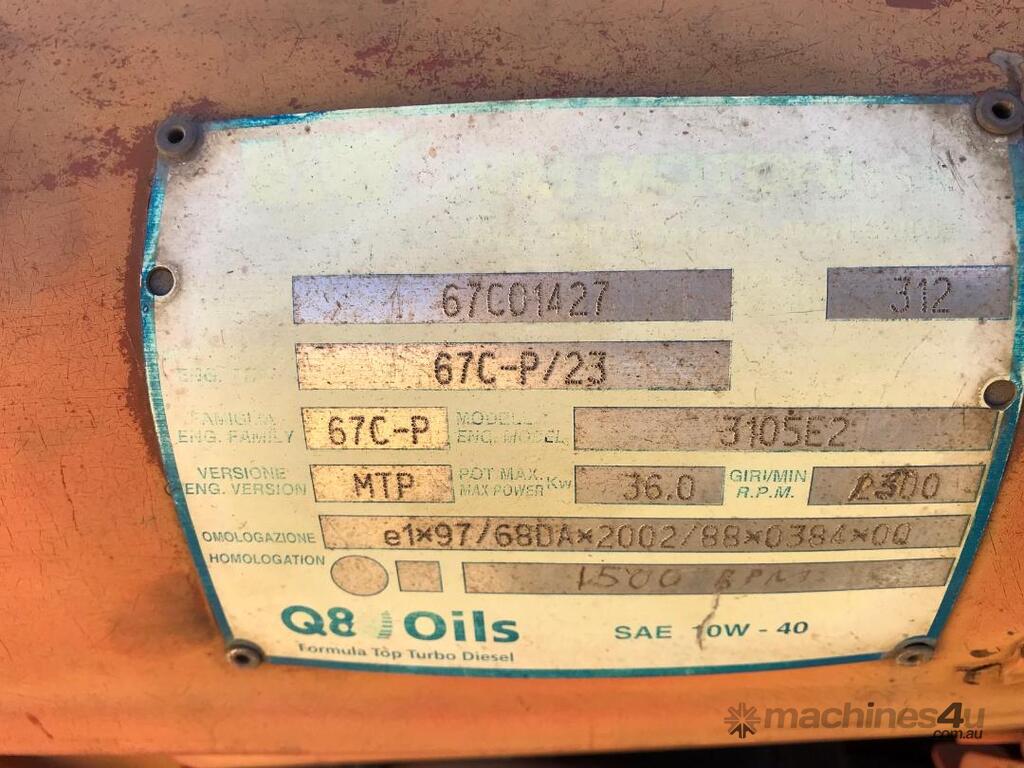 67C01427 312
67C-P/23
FAMIGLIA ENG. FAMILY 67C-P MODELLO ENG. MODEL 3105E2
VERSIONE ENG. VERSION MTP POT MAX. MAX POWER Kw 36.0 GIRI/MIN R.P.M. 2300
OMOLOGAZIONE HOMOLOGATION e1*97/68DA*2002/88*0384*00
1500 RPM
Q8 Oils SAE 10W - 40
Formula Top Turbo Diesel
machines4u
.com.au